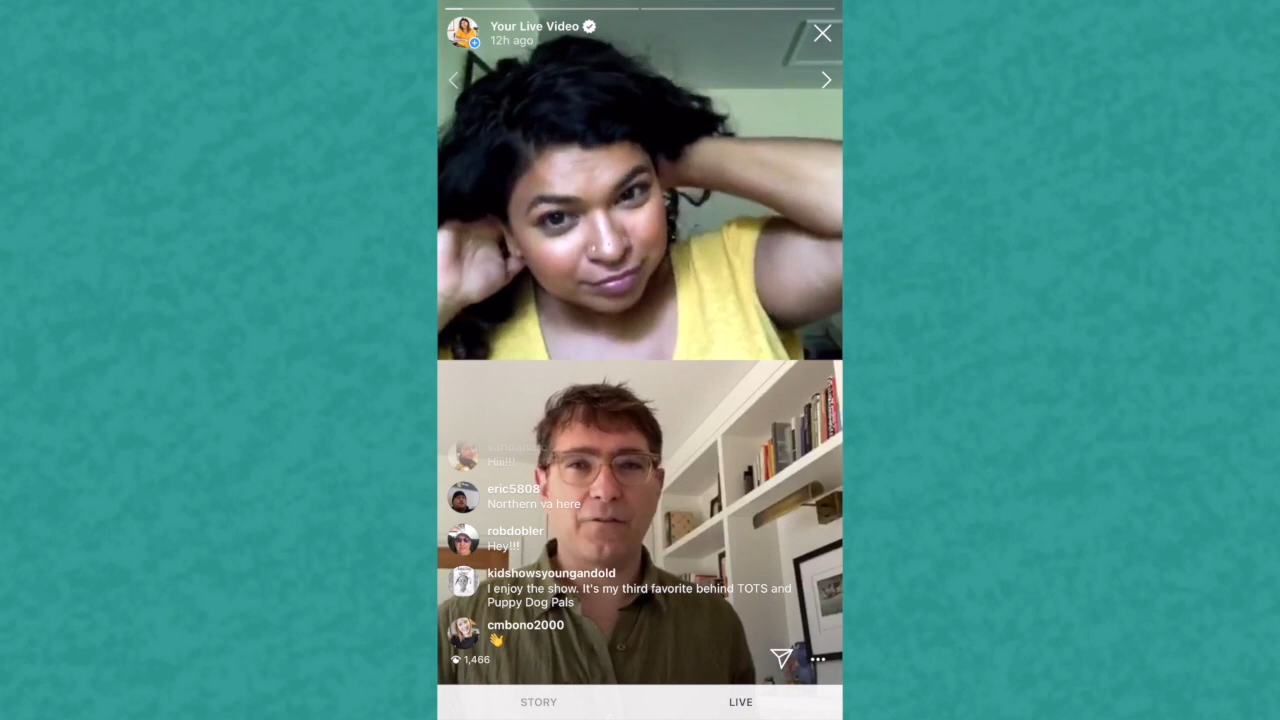 Your Live Video
12h ago
Hiii!!!
eric5808
Northern va here
robdobler
Hey!!!
kidshowsyoungandold
I enjoy the show. It's my third favorite behind TOTS and
Puppy Dog Pals
cmbono2000
1,466
STORY
LIVE